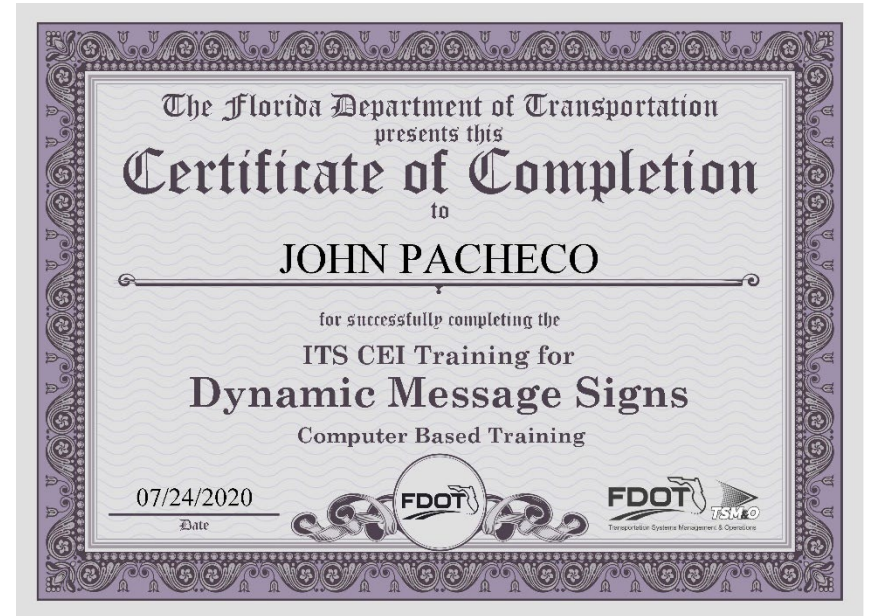 The Florida Department of Transportation
presents this
Certificate of Completion
to
JOHN PACHECO
for successfully completing the
ITS CEI Training for
Dynamic Message Signs
Computer Based Training
07/24/2020
Date
FDOT
FDOT
TSM&O
Transportation Systems Management & Operations